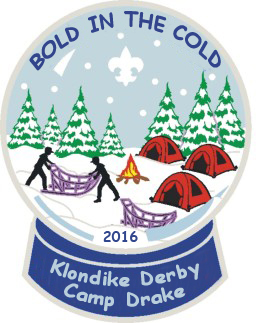 BOLD IN THE COLD
2016
Klondike Derby
Camp Drake